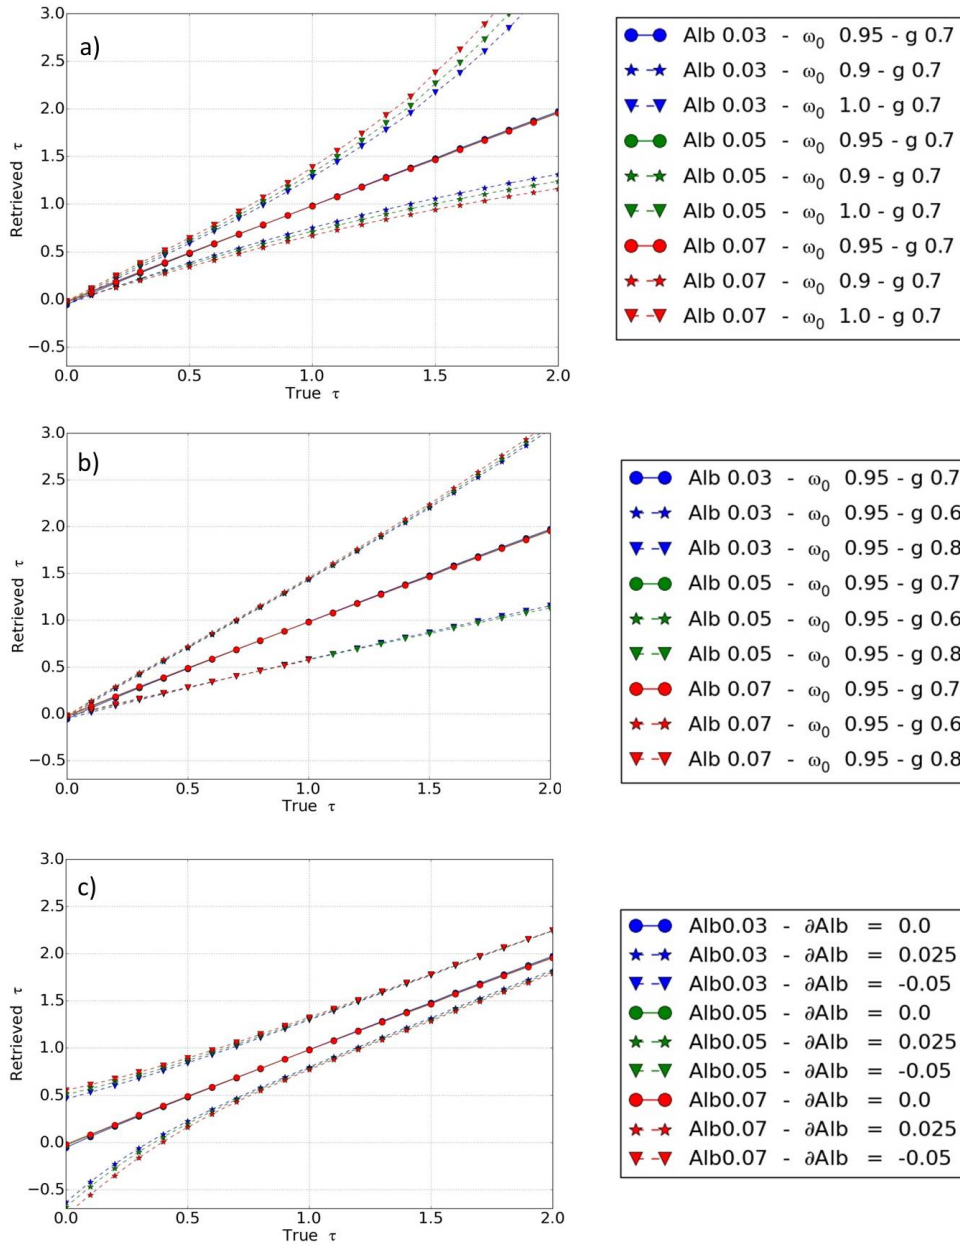 a)
3.0
2.5
2.0
1.5
1.0
0.5
0.0
−0.5
Retrieved τ
0.0 0.5 1.0 1.5 2.0
True τ
Alb 0.03 - ω₀ 0.95 - g 0.7
Alb 0.03 - ω₀ 0.9 - g 0.7
Alb 0.03 - ω₀ 1.0 - g 0.7
Alb 0.05 - ω₀ 0.95 - g 0.7
Alb 0.05 - ω₀ 0.9 - g 0.7
Alb 0.05 - ω₀ 1.0 - g 0.7
Alb 0.07 - ω₀ 0.95 - g 0.7
Alb 0.07 - ω₀ 0.9 - g 0.7
Alb 0.07 - ω₀ 1.0 - g 0.7
b)
3.0
2.5
2.0
1.5
1.0
0.5
0.0
−0.5
Retrieved τ
0.0 0.5 1.0 1.5 2.0
True τ
Alb 0.03 - ω₀ 0.95 - g 0.7
Alb 0.03 - ω₀ 0.95 - g 0.6
Alb 0.03 - ω₀ 0.95 - g 0.8
Alb 0.05 - ω₀ 0.95 - g 0.7
Alb 0.05 - ω₀ 0.95 - g 0.6
Alb 0.05 - ω₀ 0.95 - g 0.8
Alb 0.07 - ω₀ 0.95 - g 0.7
Alb 0.07 - ω₀ 0.95 - g 0.6
Alb 0.07 - ω₀ 0.95 - g 0.8
c)
3.0
2.5
2.0
1.5
1.0
0.5
0.0
−0.5
Retrieved τ
0.0 0.5 1.0 1.5 2.0
True τ
Alb0.03 - ∂Alb = 0.0
Alb0.03 - ∂Alb = 0.025
Alb0.03 - ∂Alb = -0.05
Alb0.05 - ∂Alb = 0.0
Alb0.05 - ∂Alb = 0.025
Alb0.05 - ∂Alb = -0.05
Alb0.07 - ∂Alb = 0.0
Alb0.07 - ∂Alb = 0.025
Alb0.07 - ∂Alb = -0.05